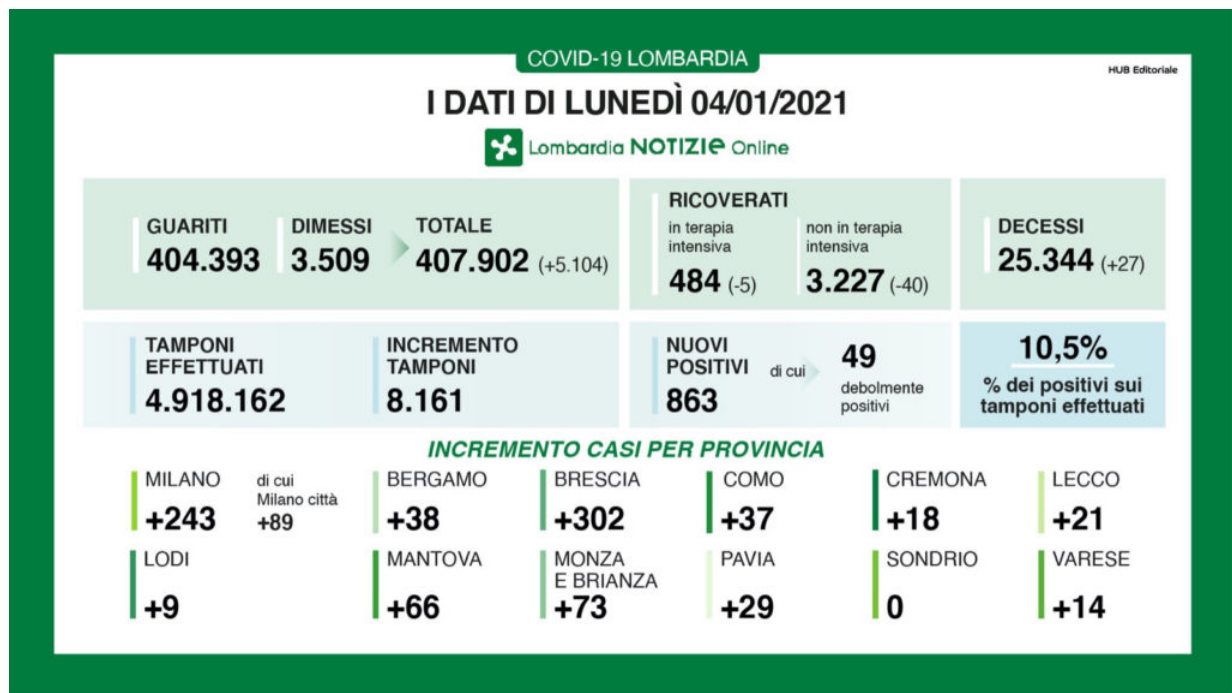 COVID-19 LOMBARDIA
HUB Editoriale
I DATI DI LUNEDÌ 04/01/2021
Lombardia NOTIZIE Online
GUARITI
404.393
DIMESSI
3.509
TOTALE
407.902 (+5.104)
RICOVERATI
in terapia
intensiva
484 (-5)
non in terapia
intensiva
3.227 (-40)
DECESSI
25.344 (+27)
TAMPONI
EFFETTUATI
4.918.162
INCREMENTO
TAMPONI
8.161
NUOVI
POSITIVI
863
di cui
49
debolmente
positivi
10,5%
% dei positivi sui
tamponi effettuati
INCREMENTO CASI PER PROVINCIA
MILANO
+243
di cui
Milano città
+89
BERGAMO
+38
BRESCIA
+302
COMO
+37
CREMONA
+18
LECCO
+21
LODI
+9
MANTOVA
+66
MONZA
E BRIANZA
+73
PAVIA
+29
SONDRIO
0
VARESE
+14